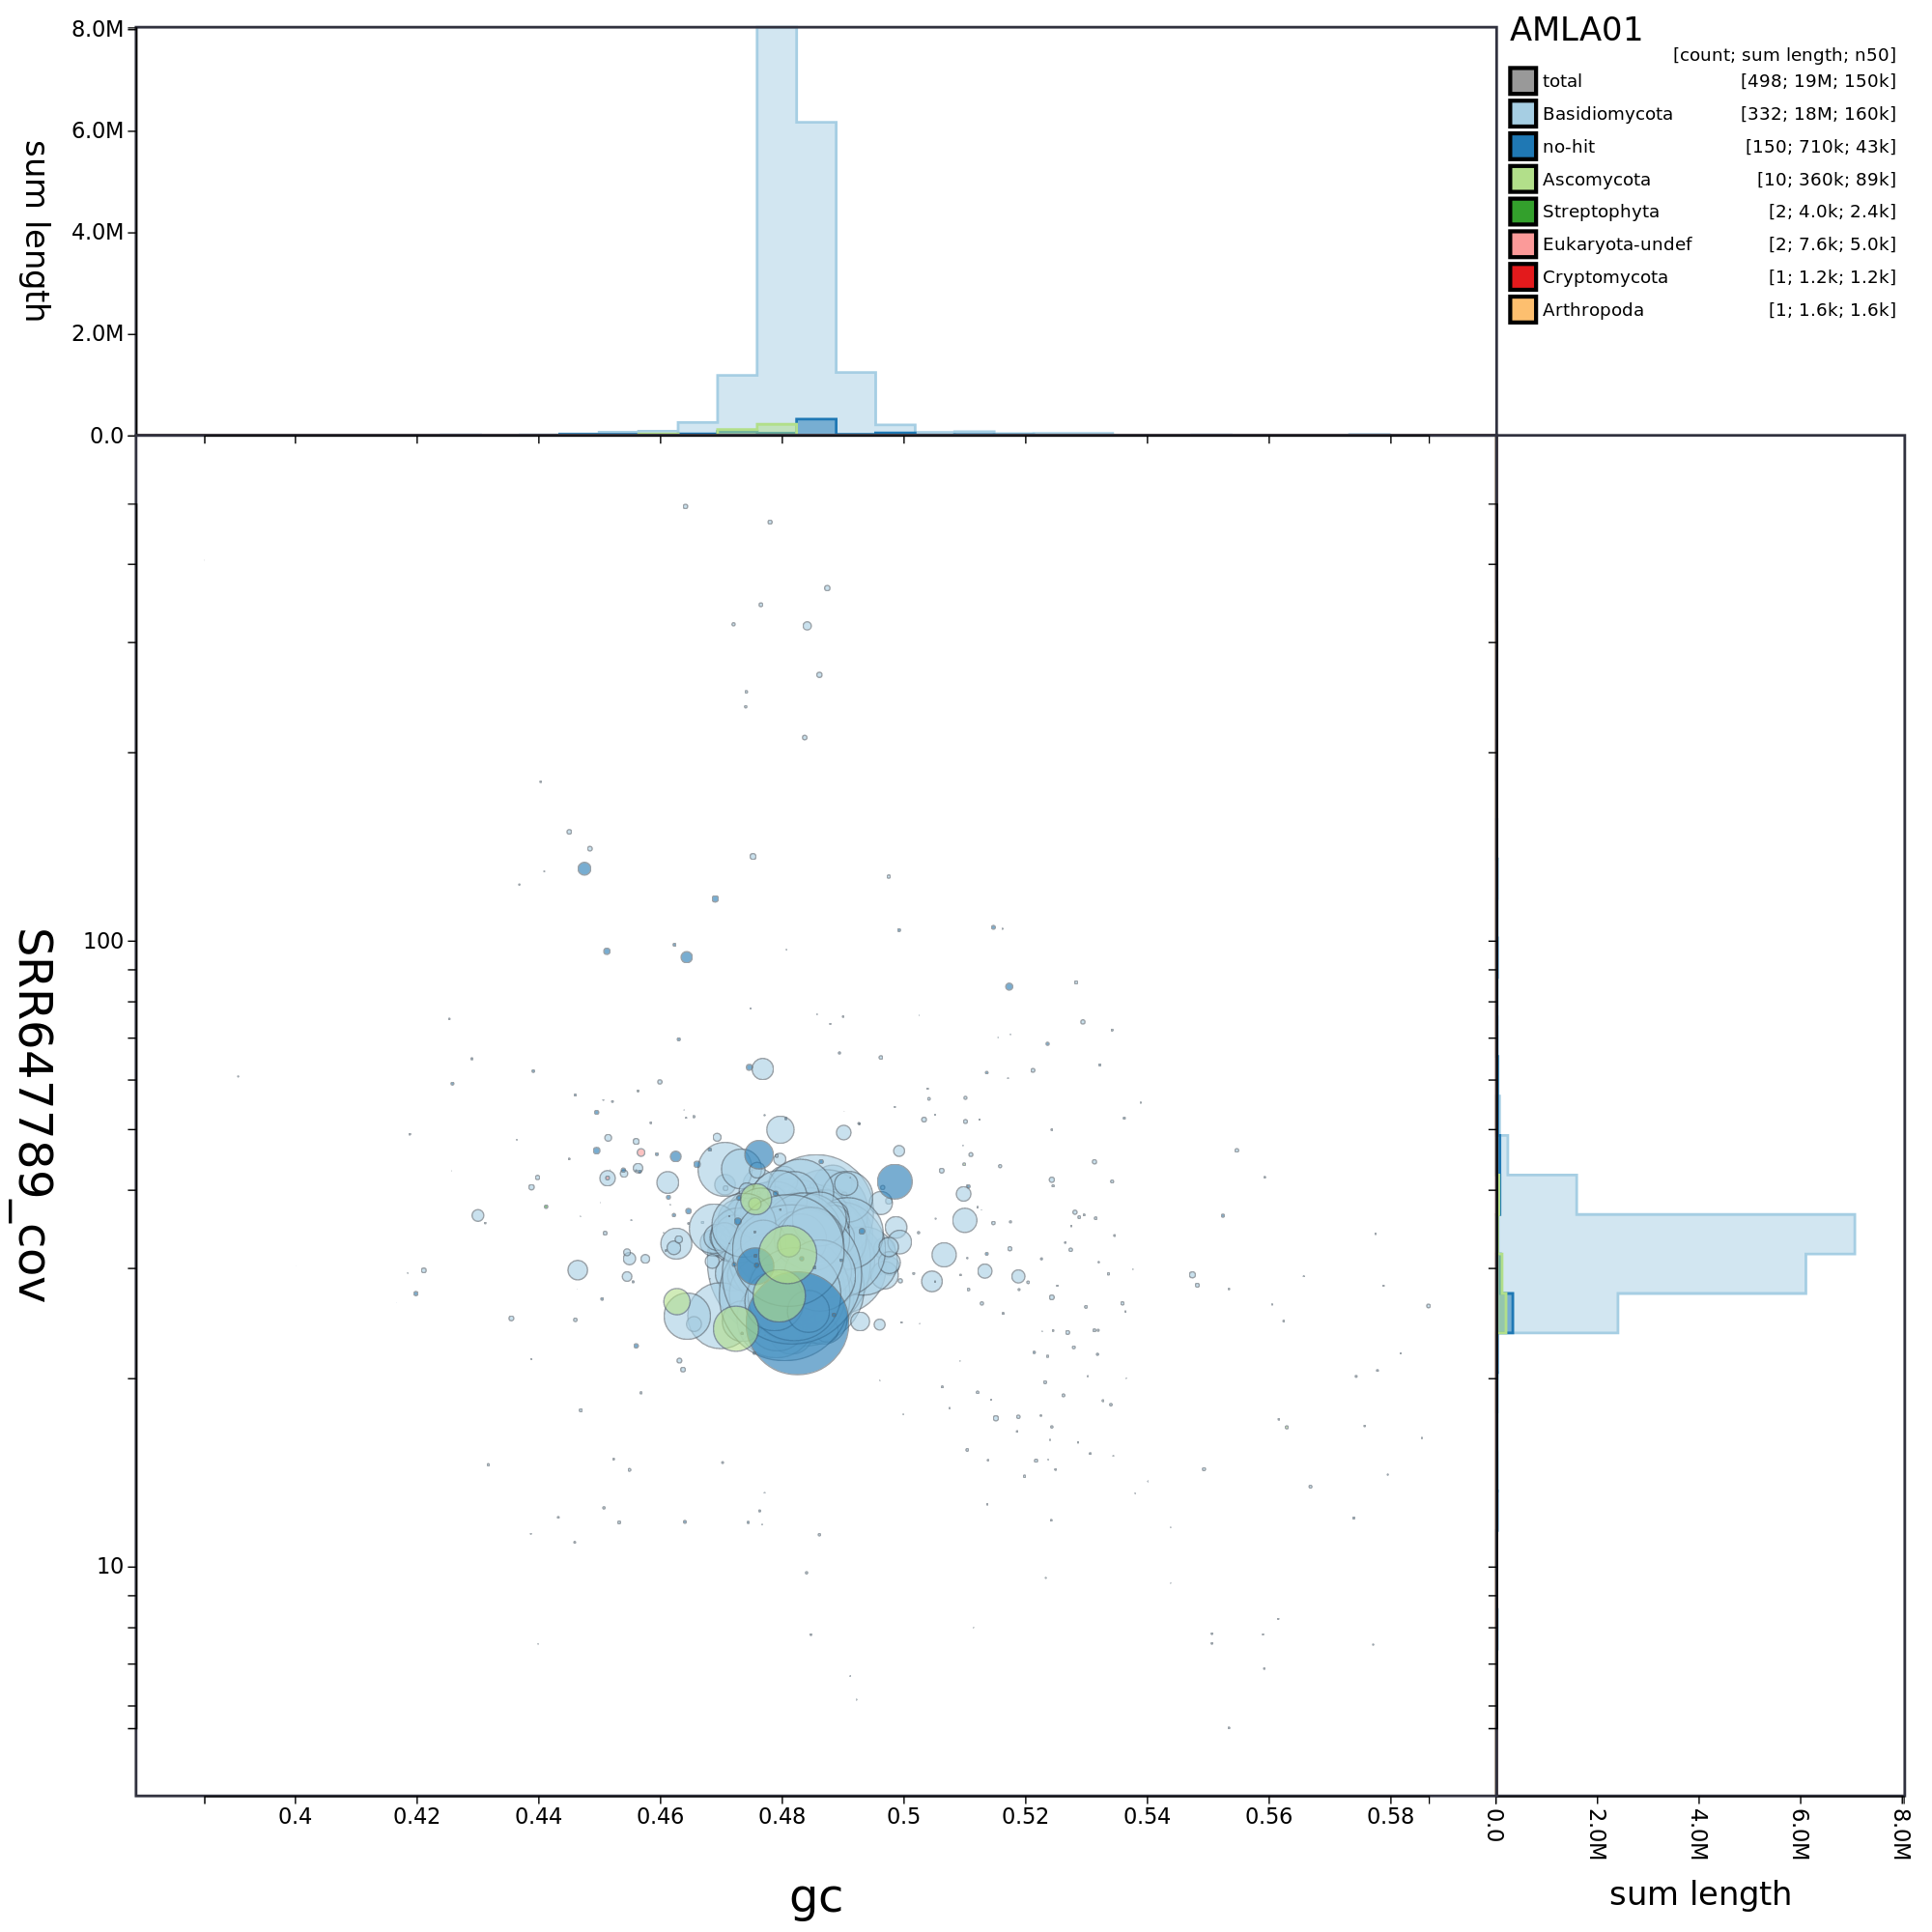 AMLA01
[count; sum length; n50]
total [498; 19M; 150k]
Basidiomycota [332; 18M; 160k]
no-hit [150; 710k; 43k]
Ascomycota [10; 360k; 89k]
Streptophyta [2; 4.0k; 2.4k]
Eukaryota-undef [2; 7.6k; 5.0k]
Cryptomycota [1; 1.2k; 1.2k]
Arthropoda [1; 1.6k; 1.6k]
8.0M
6.0M
4.0M
2.0M
0.0
sum length
100
10
SRR647789_cov
0.4 0.42 0.44 0.46 0.48 0.5 0.52 0.54 0.56 0.58
gc
0.0 2.0M 4.0M 6.0M 8.0M
sum length